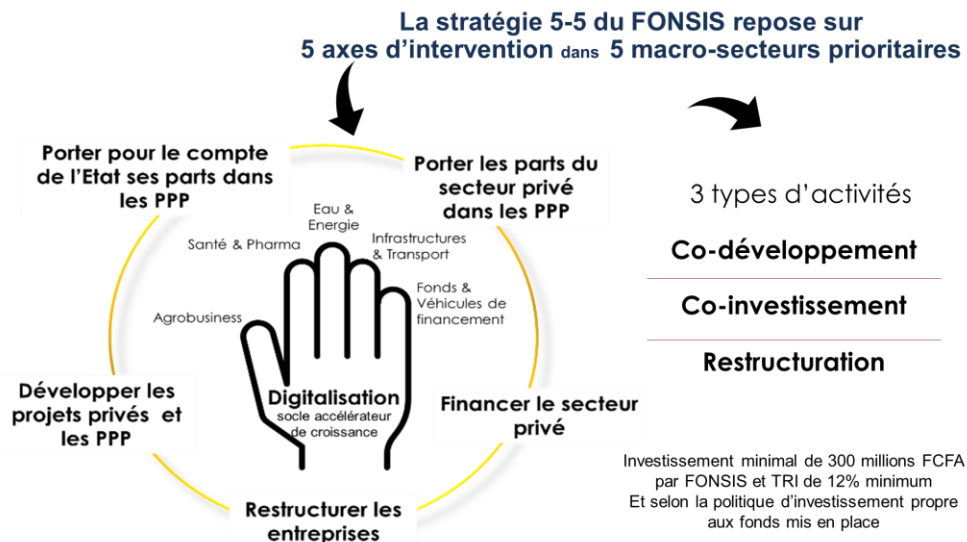 La stratégie 5-5 du FONSIS repose sur
5 axes d'intervention dans 5 macro-secteurs prioritaires
Porter pour le compte
de l'Etat ses parts dans
les PPP
Porter les parts du
secteur privé
dans les PPP
Eau &
Energie
Santé & Pharma
Infrastructures
& Transport
Agrobusiness
Fonds &
Véhicules de
financement
Digitalisation
socle accélérateur
de croissance
Développer les
projets privés et
les PPP
Financer le secteur
privé
Restructurer les
entreprises
3 types d'activités
Co-développement
Co-investissement
Restructuration
Investissement minimal de 300 millions FCFA
par FONSIS et TRI de 12% minimum
Et selon la politique d'investissement propre
aux fonds mis en place